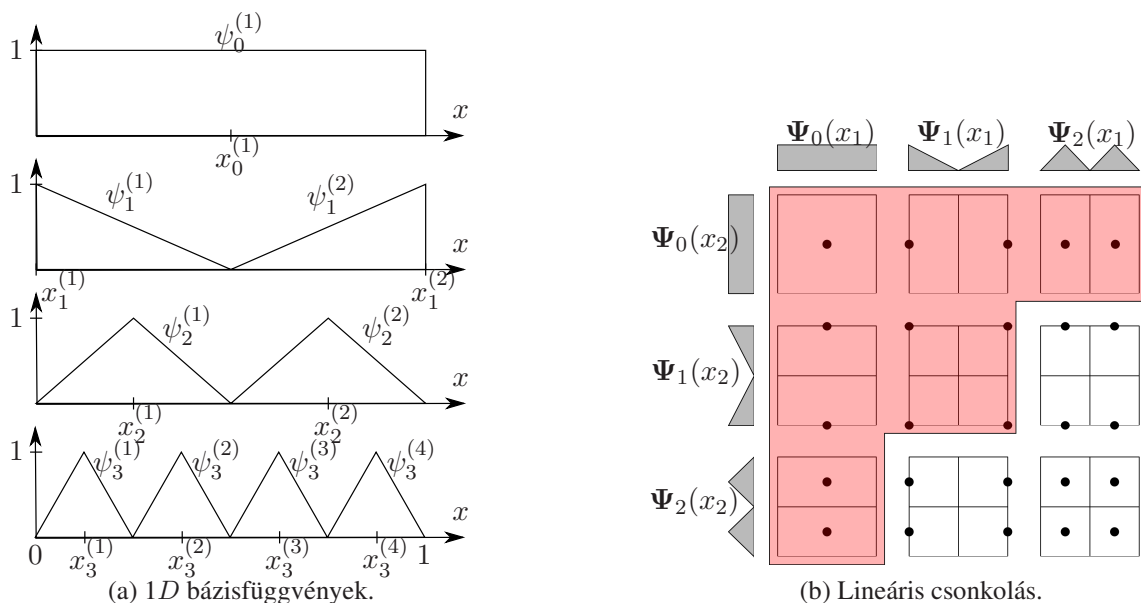 1
ψ_0^{(1)}
x
x_0^{(1)}
1
ψ_1^{(1)}
ψ_1^{(2)}
x
x_1^{(1)}
x_1^{(2)}
1
ψ_2^{(1)}
ψ_2^{(2)}
x
x_2^{(1)}
x_2^{(2)}
1
ψ_3^{(1)}
ψ_3^{(2)}
ψ_3^{(3)}
ψ_3^{(4)}
x
0
x_3^{(1)}
x_3^{(2)}
x_3^{(3)}
x_3^{(4)}
1
(a) 1D bázisfüggvények.
Ψ_0(x_1)
Ψ_1(x_1)
Ψ_2(x_1)
Ψ_0(x_2)
Ψ_1(x_2)
Ψ_2(x_2)
(b) Lineáris csonkolás.